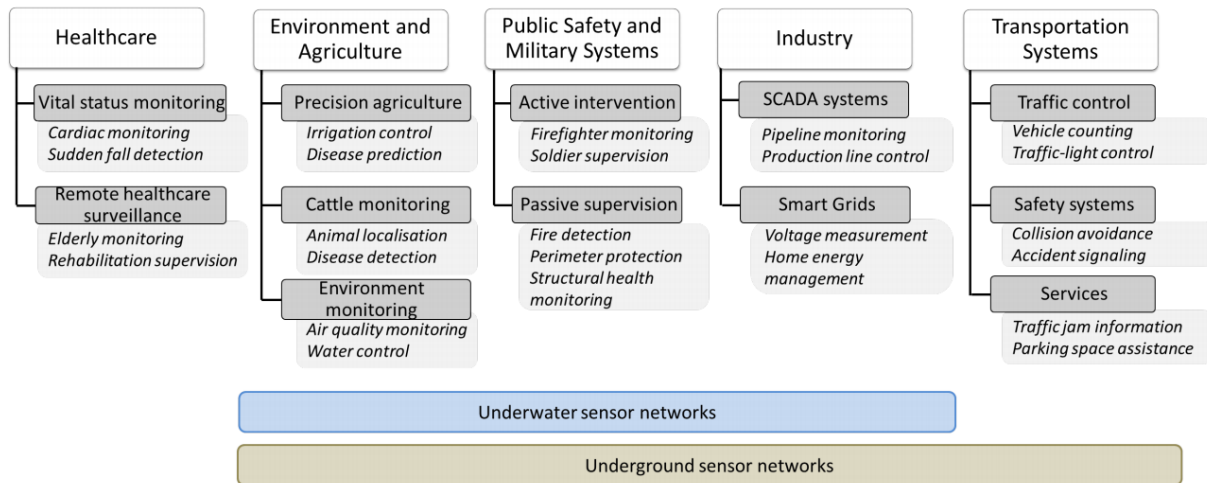 Healthcare
Vital status monitoring
Cardiac monitoring
Sudden fall detection
Remote healthcare
surveillance
Elderly monitoring
Rehabilitation supervision
Environment and
Agriculture
Precision agriculture
Irrigation control
Disease prediction
Cattle monitoring
Animal localisation
Disease detection
Environment
monitoring
Air quality monitoring
Water control
Public Safety and
Military Systems
Active intervention
Firefighter monitoring
Soldier supervision
Passive supervision
Fire detection
Perimeter protection
Structural health
monitoring
Industry
SCADA systems
Pipeline monitoring
Production line control
Smart Grids
Voltage measurement
Home energy
management
Transportation
Systems
Traffic control
Vehicle counting
Traffic-light control
Safety systems
Collision avoidance
Accident signaling
Services
Traffic jam information
Parking space assistance
Underwater sensor networks
Underground sensor networks